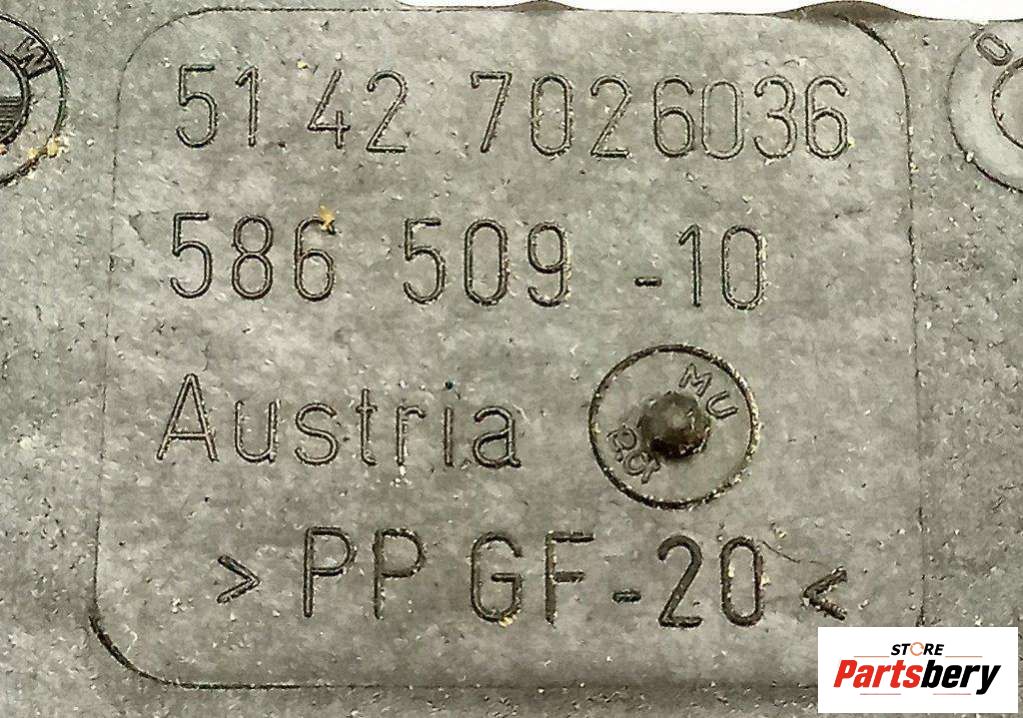 W
51 42 7026036
586 509 -10
Austria
MU
> PP GF-20 <
STORE
Partsbery